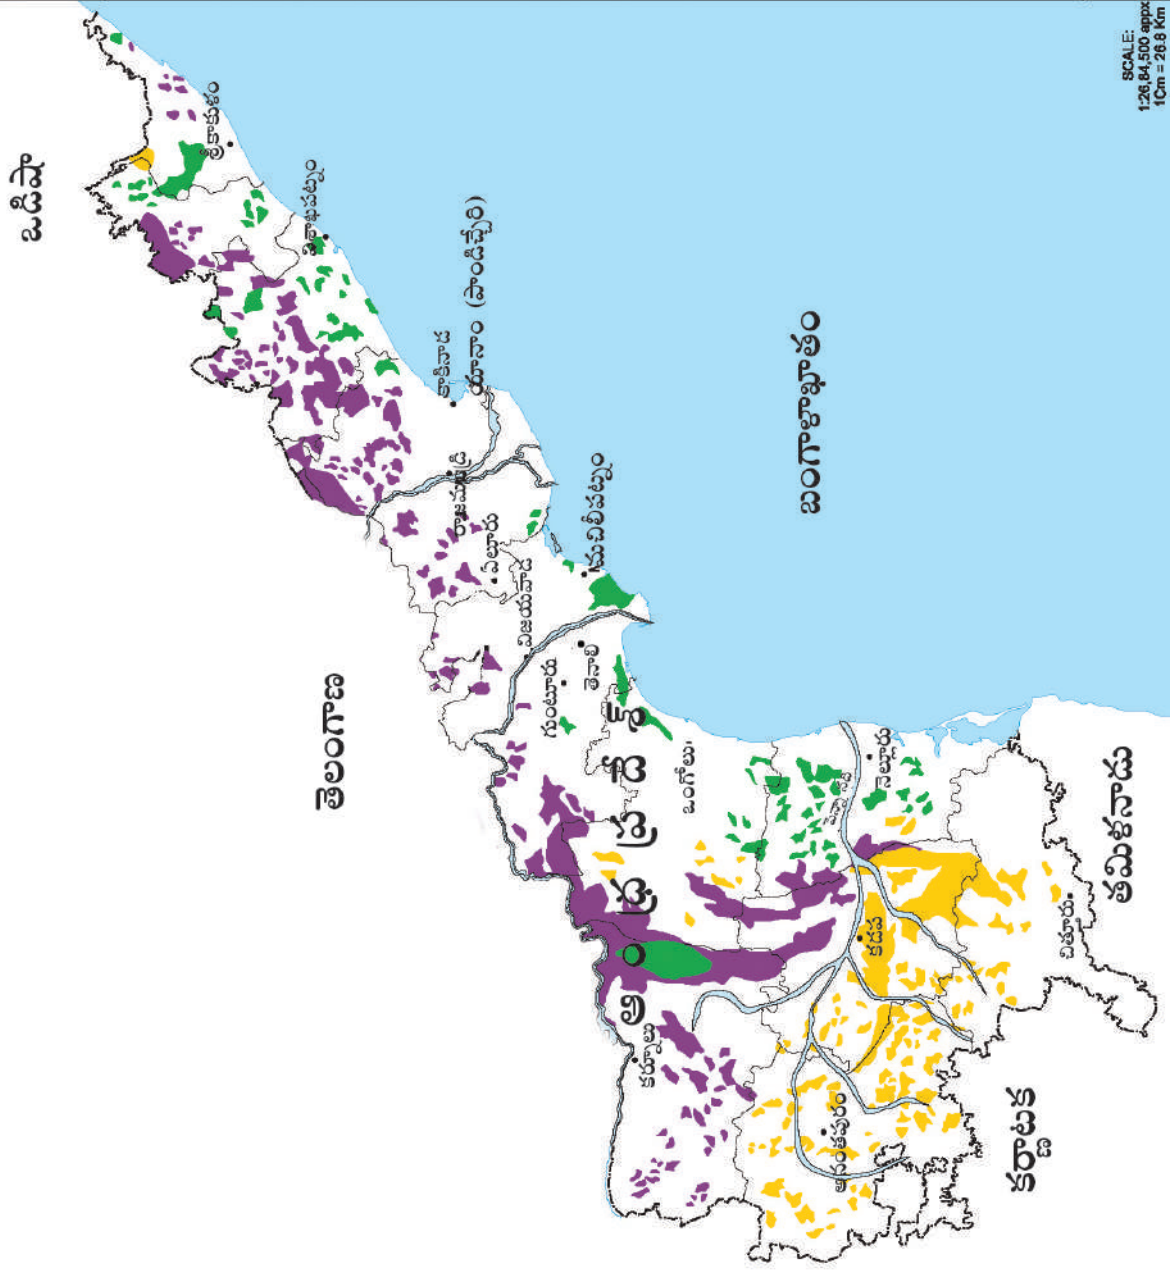 ఒడిషా
శ్రీకాకుళం
విశాఖపట్నం
కాకినాడ
యానాం (పాండిచ్చేరి)
రాజమండ్రి
ఏలూరు
విజయవాడ
మచిలీపట్నం
బంగాళాఖాతం
తెలంగాణ
గుంటూరు
తెనాలి
ఆంధ్ర ప్రదేశ్
ఒంగోలు
పెన్నా నది
నెల్లూరు
కర్నూలు
కడప
అనంతపురం
చిత్తూరు
తమిళనాడు
కర్ణాటక
SCALE:
1:26,84,500 appx
1Cm = 26.8 Km